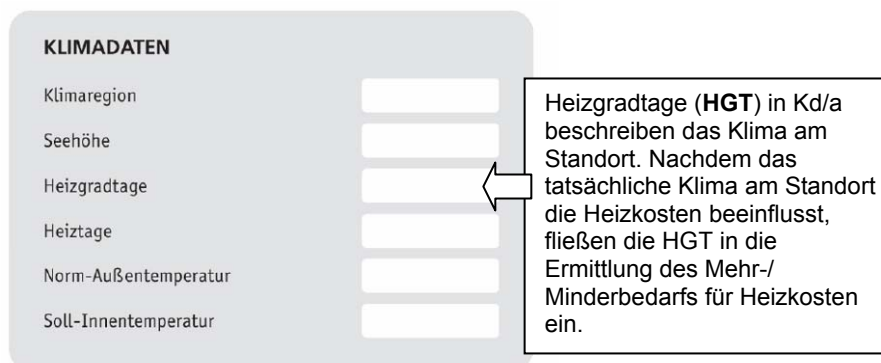 KLIMADATEN
Klimaregion
Seehöhe
Heizgradtage
Heiztage
Norm-Außentemperatur
Soll-Innentemperatur
Heizgradtage (HGT) in Kd/a
beschreiben das Klima am
Standort. Nachdem das
tatsächliche Klima am Standort
die Heizkosten beeinflusst,
fließen die HGT in die
Ermittlung des Mehr-/
Minderbedarfs für Heizkosten
ein.